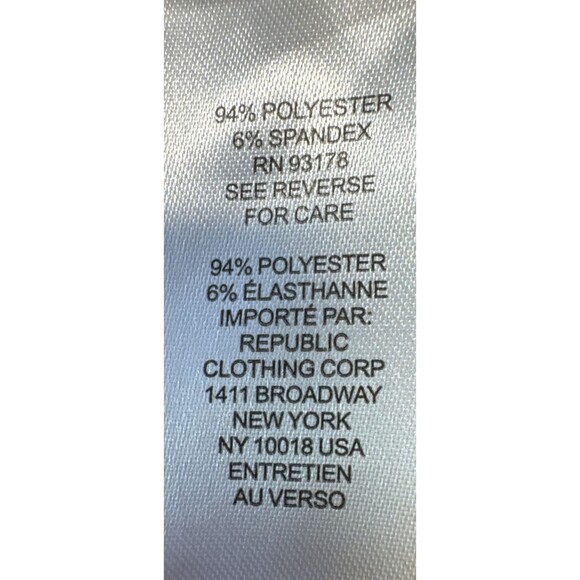 94% POLYESTER
6% SPANDEX
RN 93178
SEE REVERSE
FOR CARE
94% POLYESTER
6% ÉLASTHANNE
IMPORTÉ PAR:
REPUBLIC
CLOTHING CORP
1411 BROADWAY
NEW YORK
NY 10018 USA
ENTRETIEN
AU VERSO